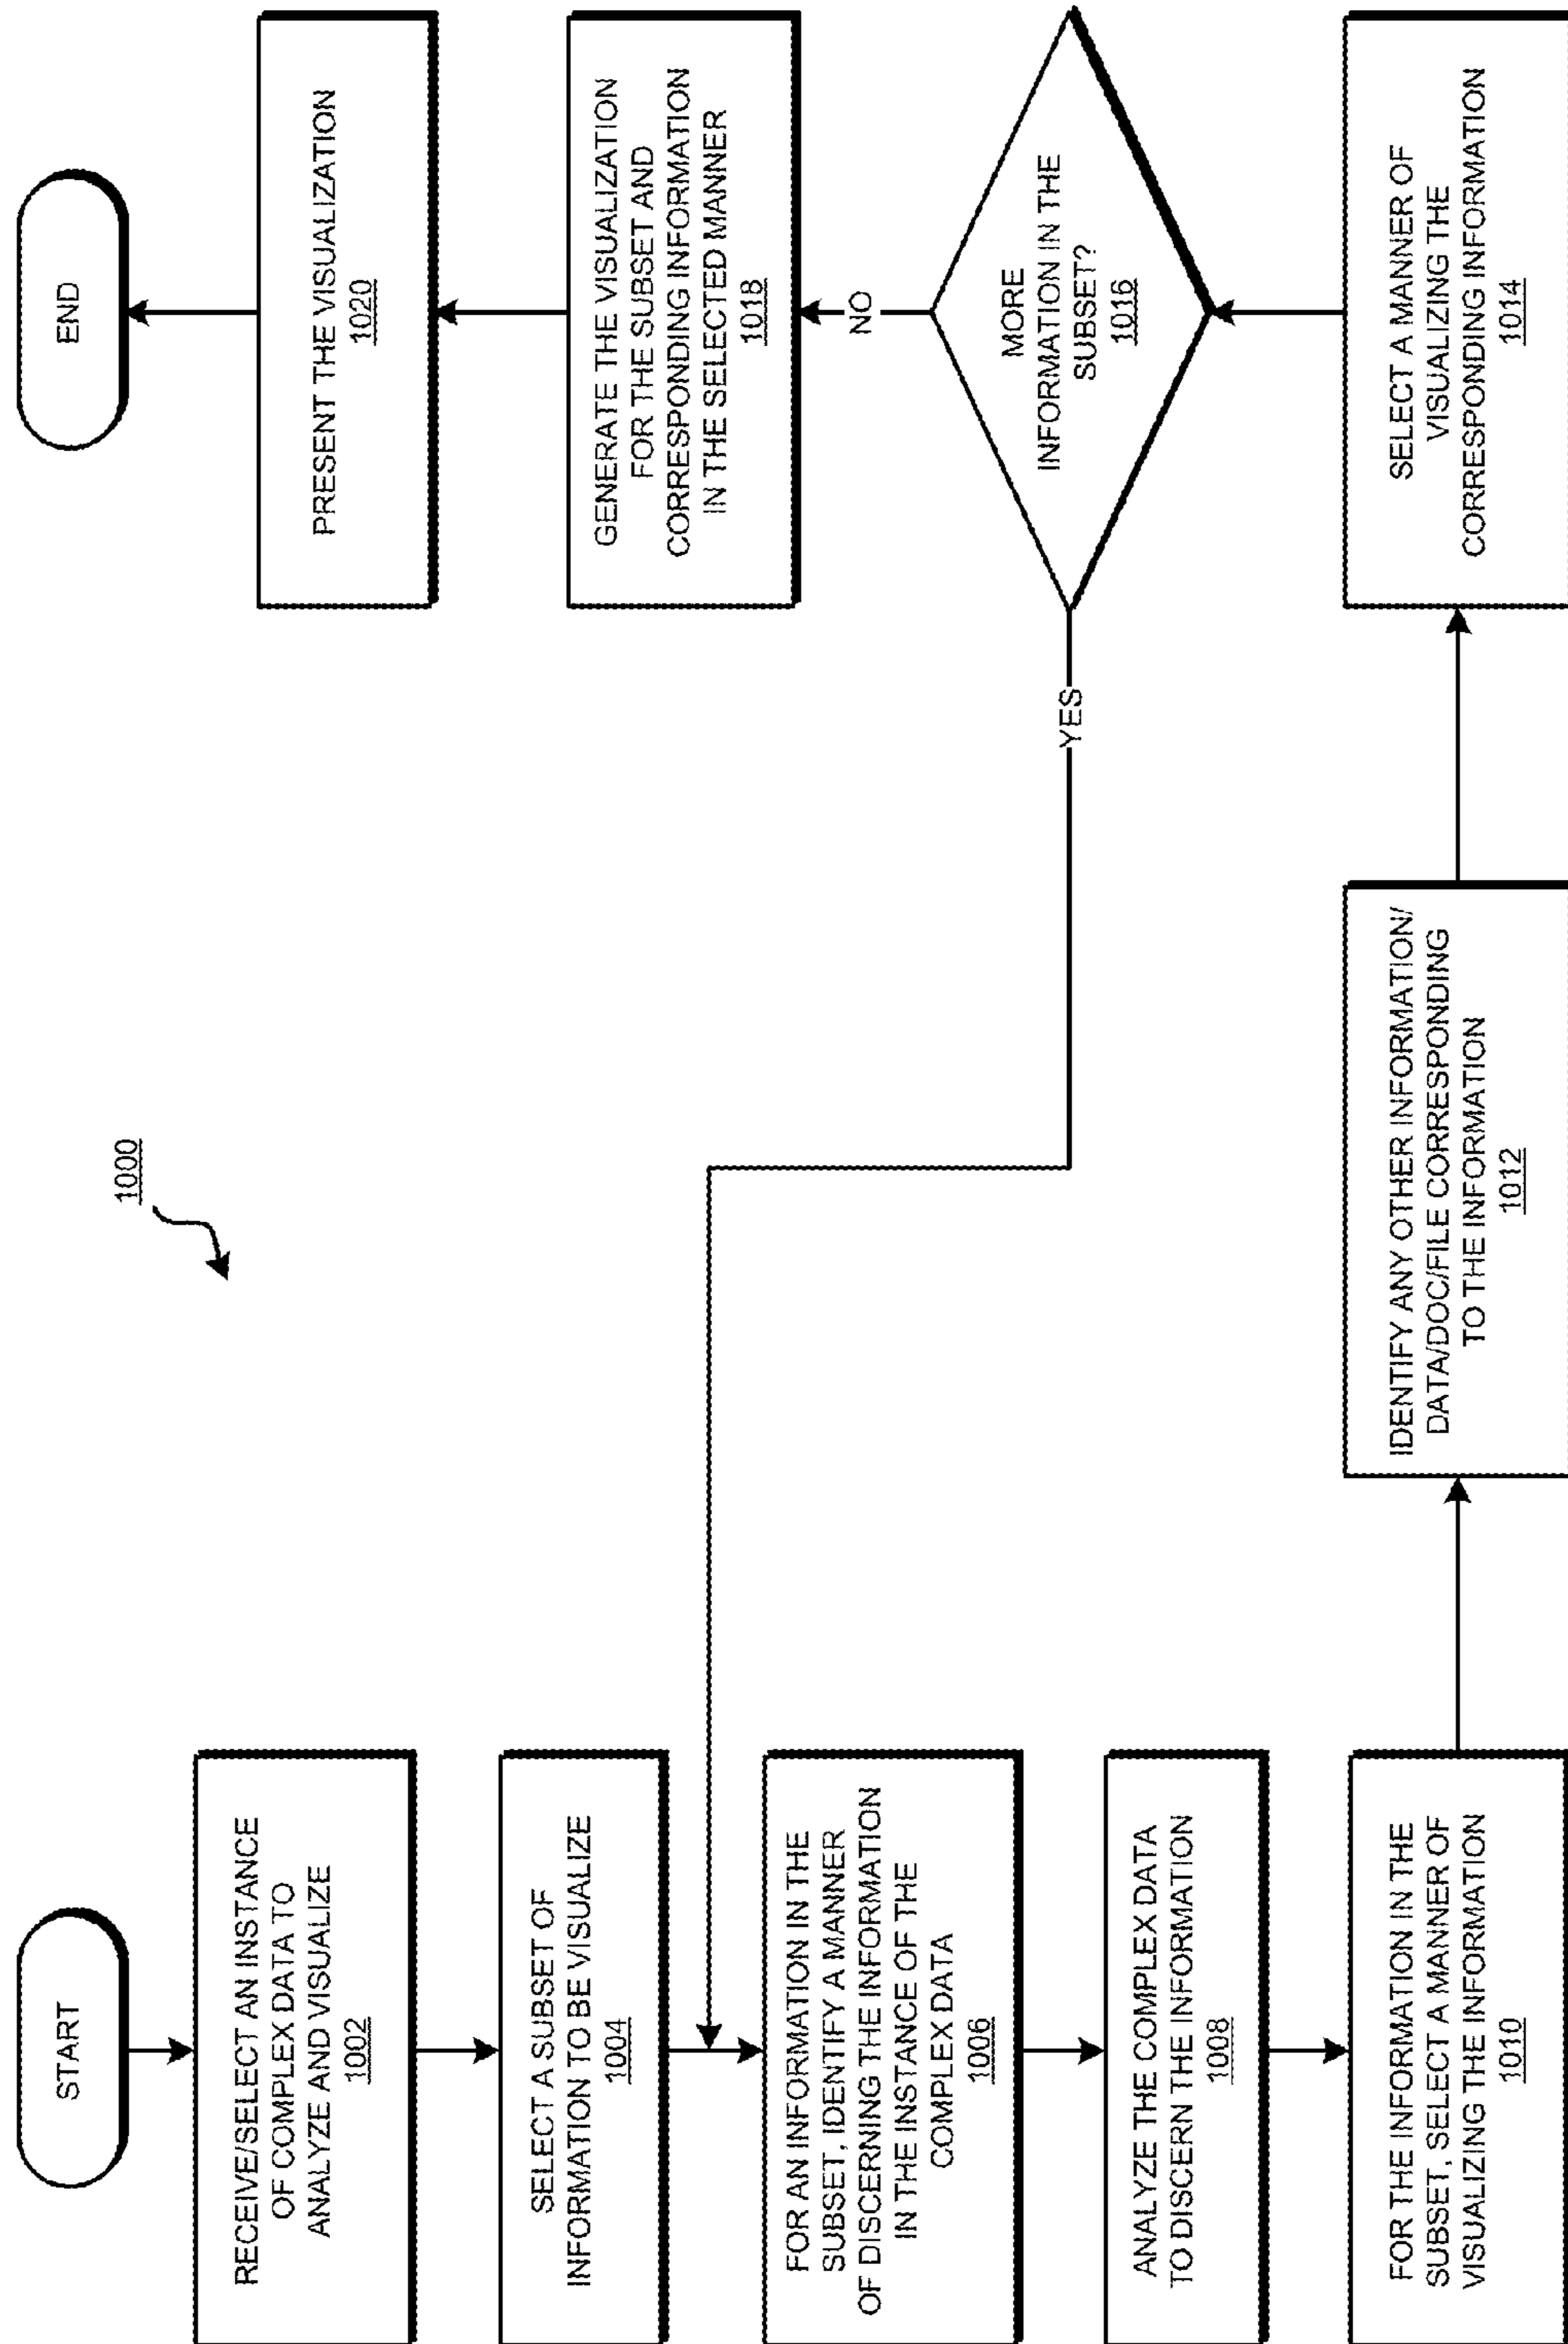 1000
START
RECEIVE/SELECT AN INSTANCE
OF COMPLEX DATA TO
ANALYZE AND VISUALIZE
1002
SELECT A SUBSET OF
INFORMATION TO BE VISUALIZE
1004
FOR AN INFORMATION IN THE
SUBSET, IDENTIFY A MANNER
OF DISCERNING THE INFORMATION
IN THE INSTANCE OF THE
COMPLEX DATA
1006
ANALYZE THE COMPLEX DATA
TO DISCERN THE INFORMATION
1008
FOR THE INFORMATION IN THE
SUBSET, SELECT A MANNER OF
VISUALIZING THE INFORMATION
1010
IDENTIFY ANY OTHER INFORMATION/
DATA/DOC/FILE CORRESPONDING
TO THE INFORMATION
1012
SELECT A MANNER OF
VISUALIZING THE
CORRESPONDING INFORMATION
1014
MORE
INFORMATION IN THE
SUBSET?
1016
YES
NO
GENERATE THE VISUALIZATION
FOR THE SUBSET AND
CORRESPONDING INFORMATION
IN THE SELECTED MANNER
1018
PRESENT THE VISUALIZATION
1020
END